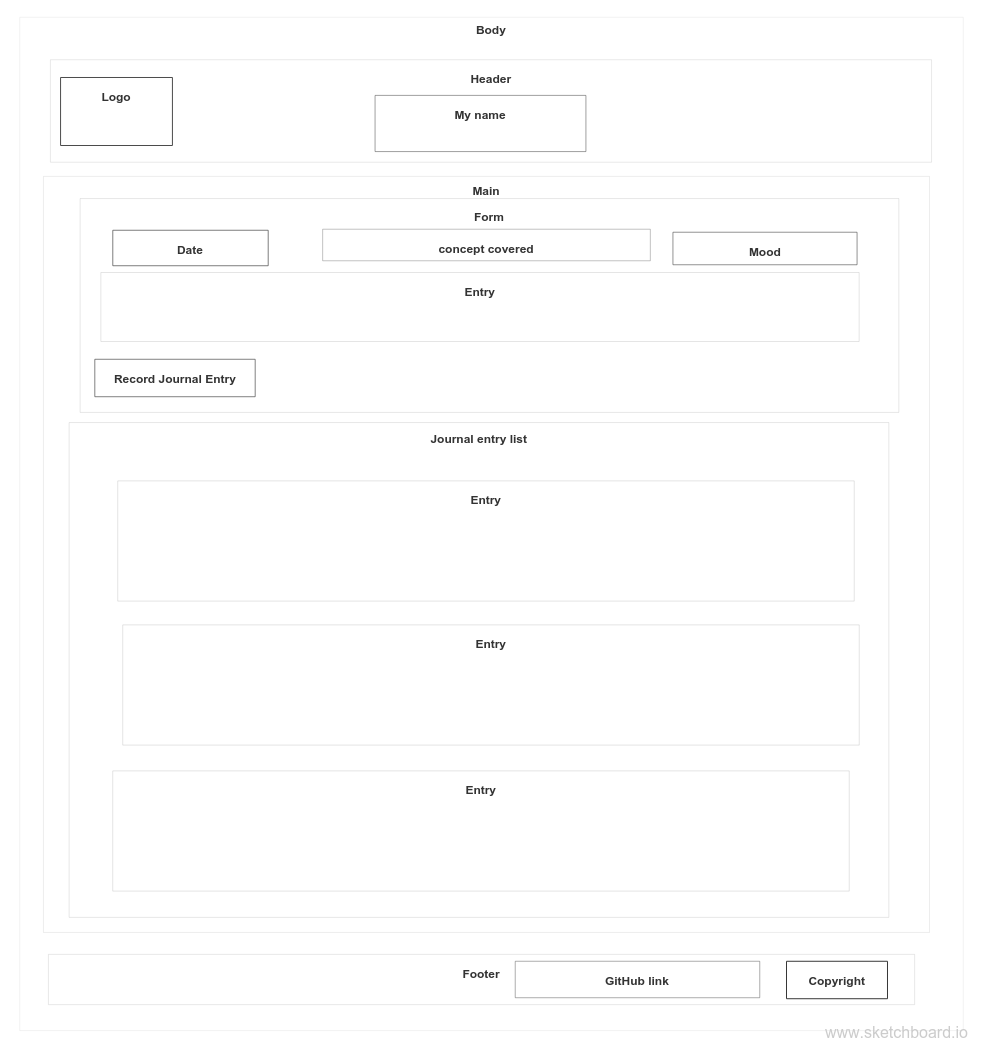 Body
Header
Logo
My name
Main
Form
Date
concept covered
Mood
Entry
Record Journal Entry
Journal entry list
Entry
Entry
Entry
Footer
GitHub link
Copyright
www.sketchboard.io